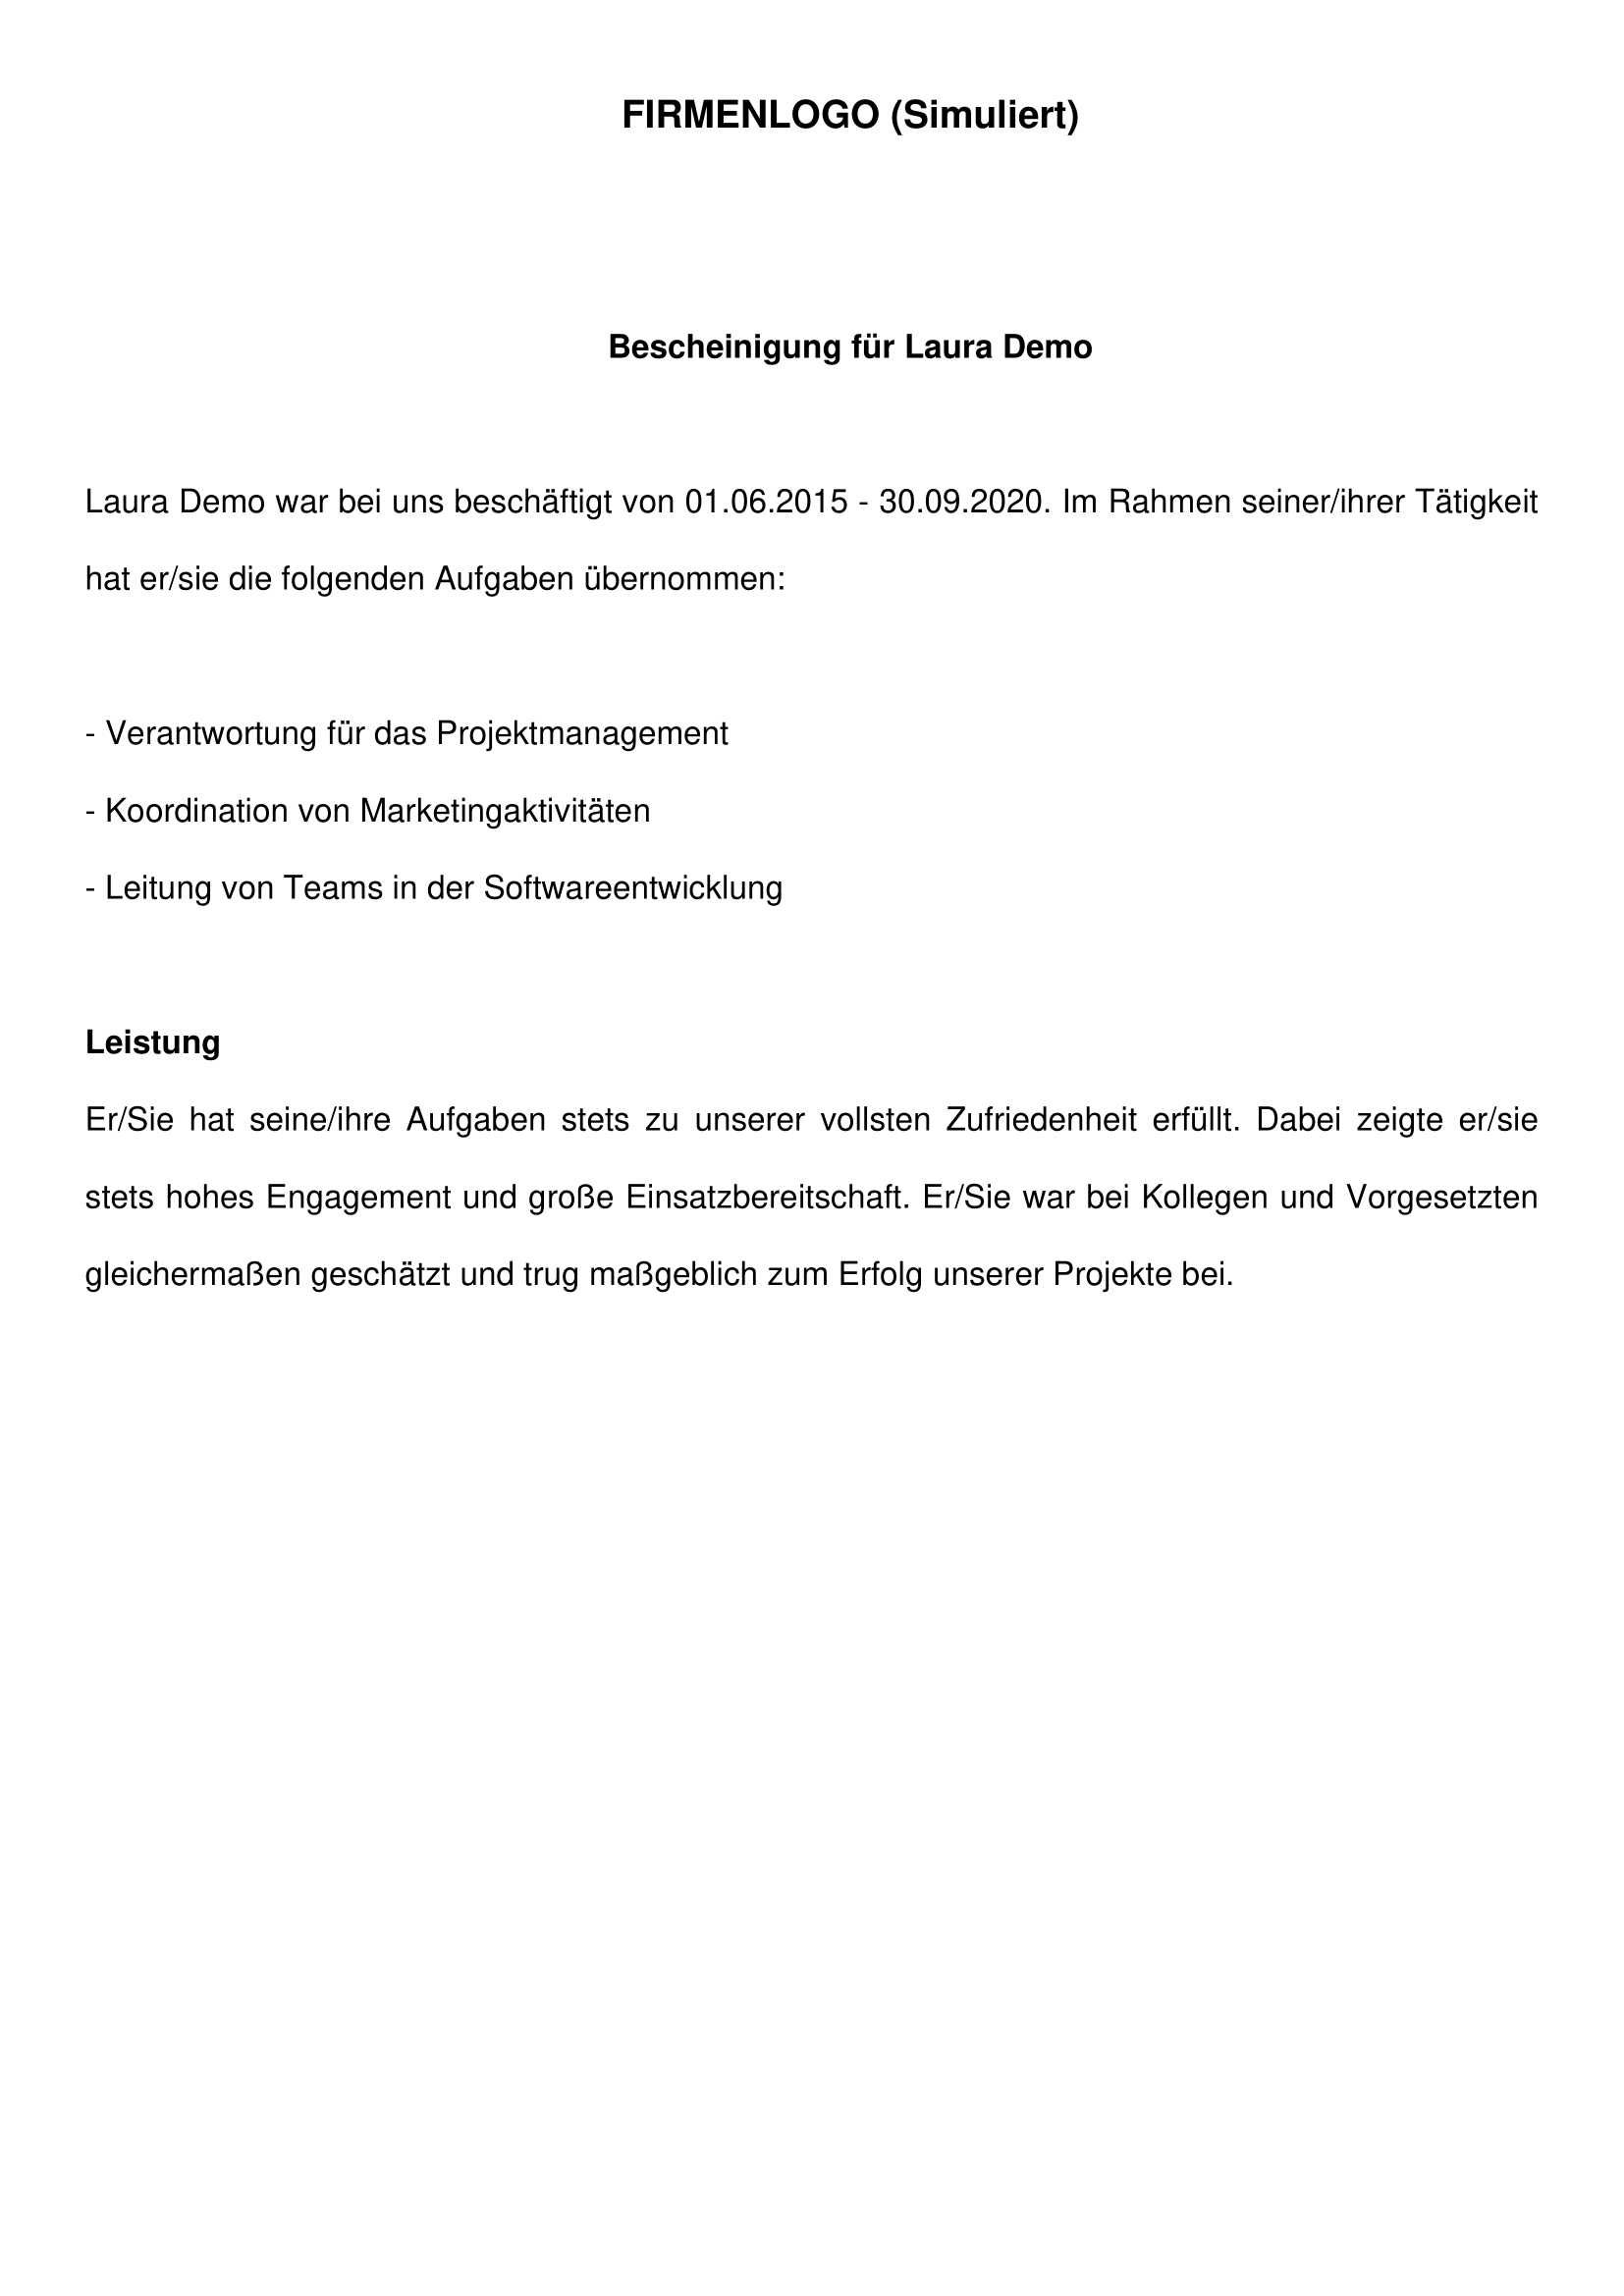 FIRMENLOGO (Simuliert)
Bescheinigung für Laura Demo
Laura Demo war bei uns beschäftigt von 01.06.2015 - 30.09.2020. Im Rahmen seiner/ihrer Tätigkeit
hat er/sie die folgenden Aufgaben übernommen:
- Verantwortung für das Projektmanagement
- Koordination von Marketingaktivitäten
- Leitung von Teams in der Softwareentwicklung
Leistung
Er/Sie hat seine/ihre Aufgaben stets zu unserer vollsten Zufriedenheit erfüllt. Dabei zeigte er/sie
stets hohes Engagement und große Einsatzbereitschaft. Er/Sie war bei Kollegen und Vorgesetzten
gleichermaßen geschätzt und trug maßgeblich zum Erfolg unserer Projekte bei.